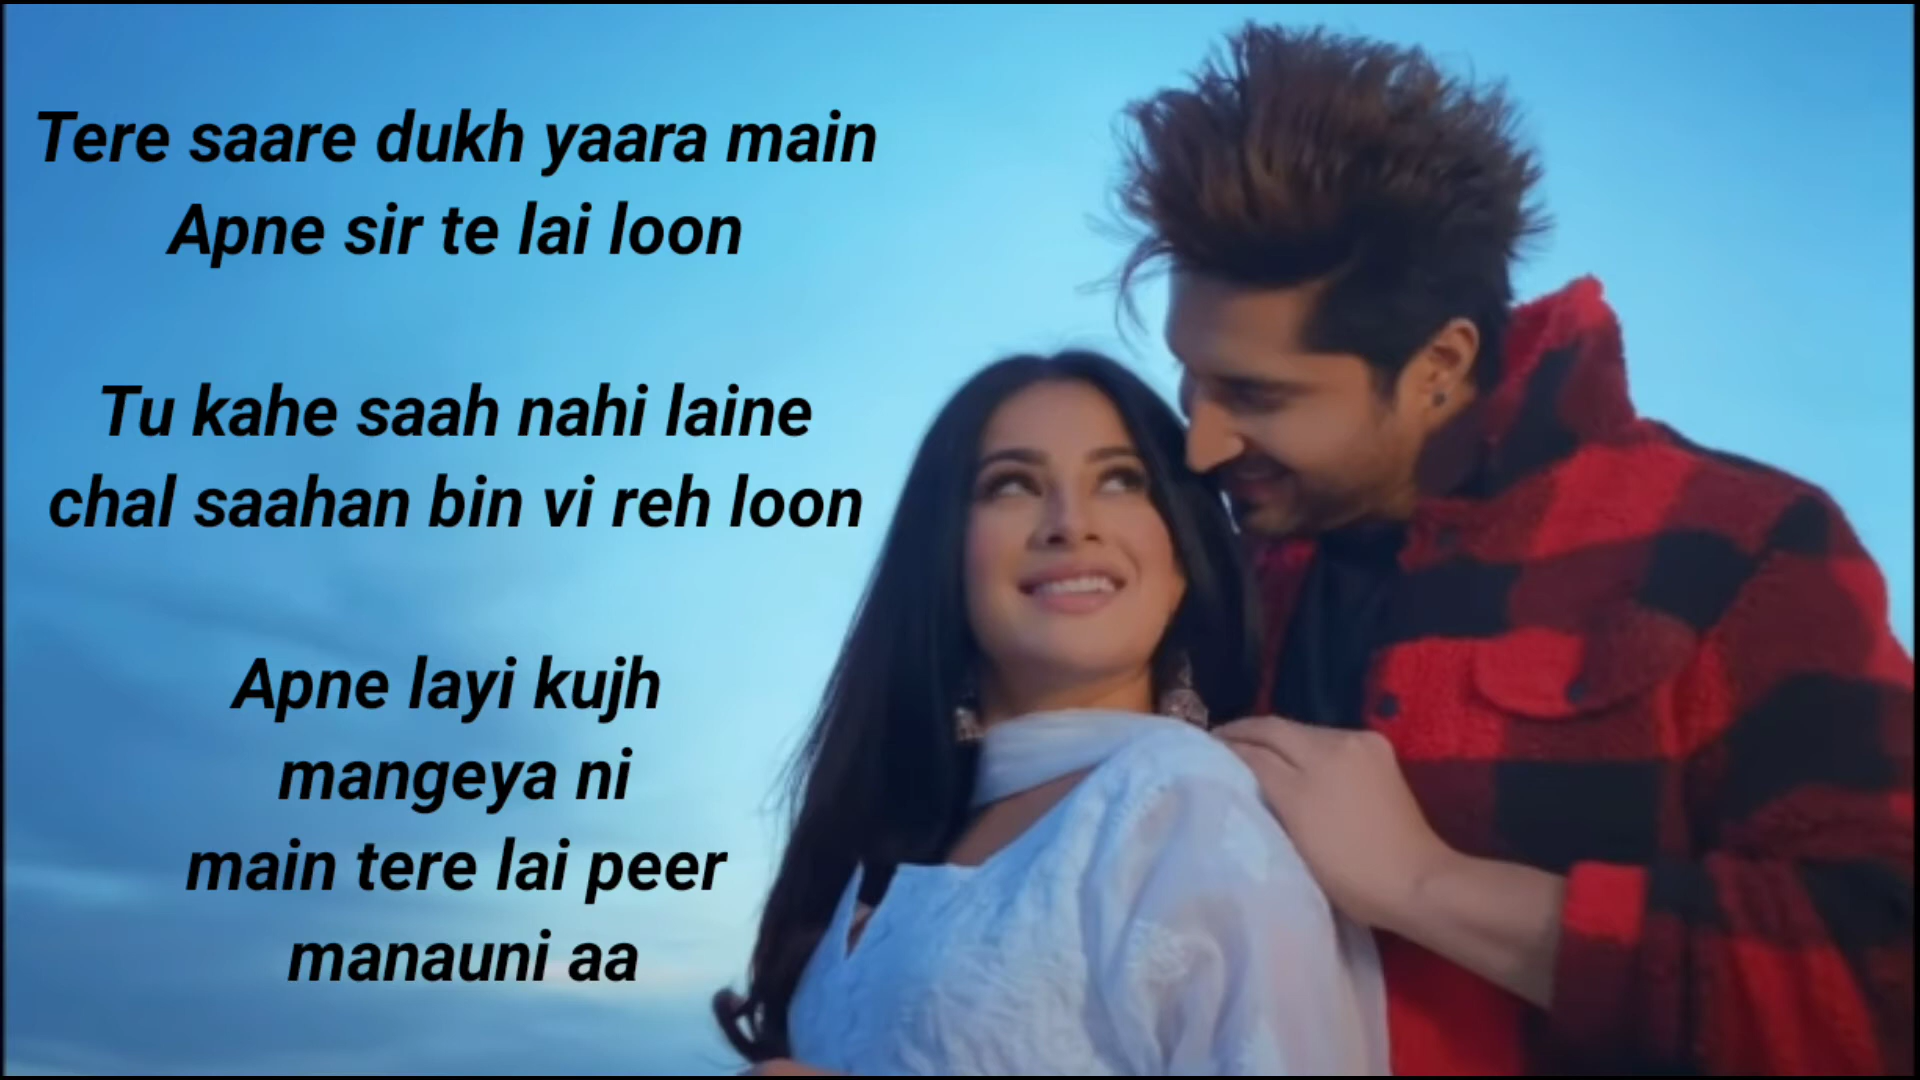 Tere saare dukh yaara main
Apne sir te lai loon
Tu kahe saah nahi laine
chal saahan bin vi reh loon
Apne layi kujh
mangeya ni
main tere lai peer
manauni aa